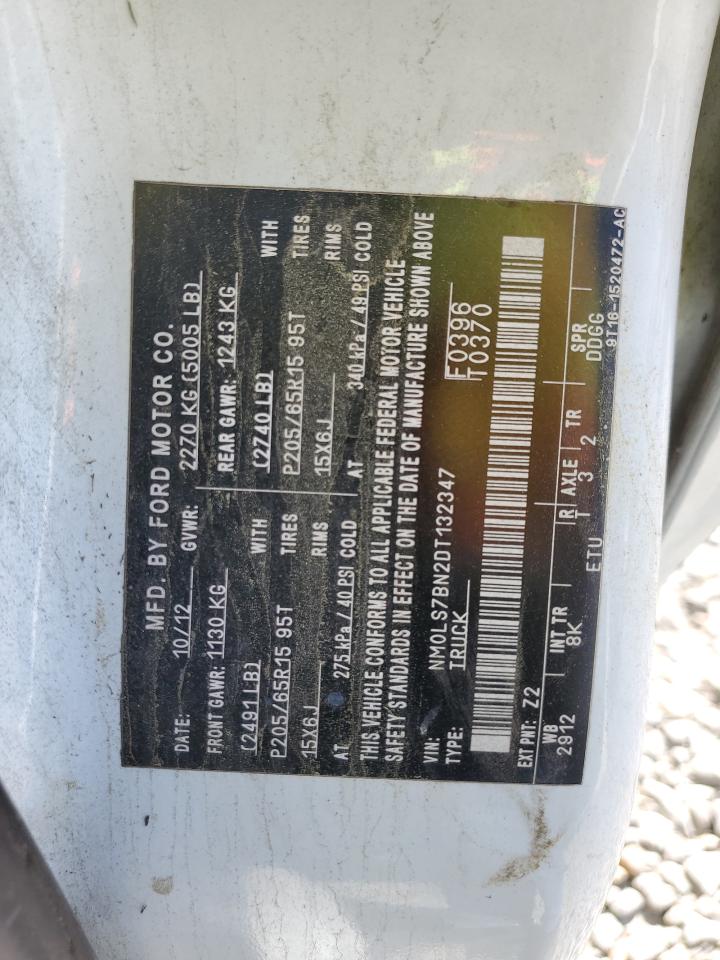 MFD. BY FORD MOTOR CO.
DATE: 10/12 GVWR: 2270 KG (5005 LB)
FRONT GAWR: 1130 KG REAR GAWR: 1243 KG
(2491LB) WITH (2740 LB) WITH
P205/65R15 95T TIRES P205/65R15 95T TIRES
15X6J RIMS 15X6J RIMS
AT 275 kPa / 40 PSI COLD AT 340 kPa / 49 PSI COLD
THIS VEHICLE CONFORMS TO ALL APPLICABLE FEDERAL MOTOR VEHICLE
SAFETY STANDARDS IN EFFECT ON THE DATE OF MANUFACTURE SHOWN ABOVE
VIN: NM0LS7BN2DT132347
TYPE: TRUCK F0396
T0370
EXT PNT: Z2
WB INT TR R AXLE TR SPR
2912 8K T 3 2 DDGG
ETU 9T16-1520472-AC